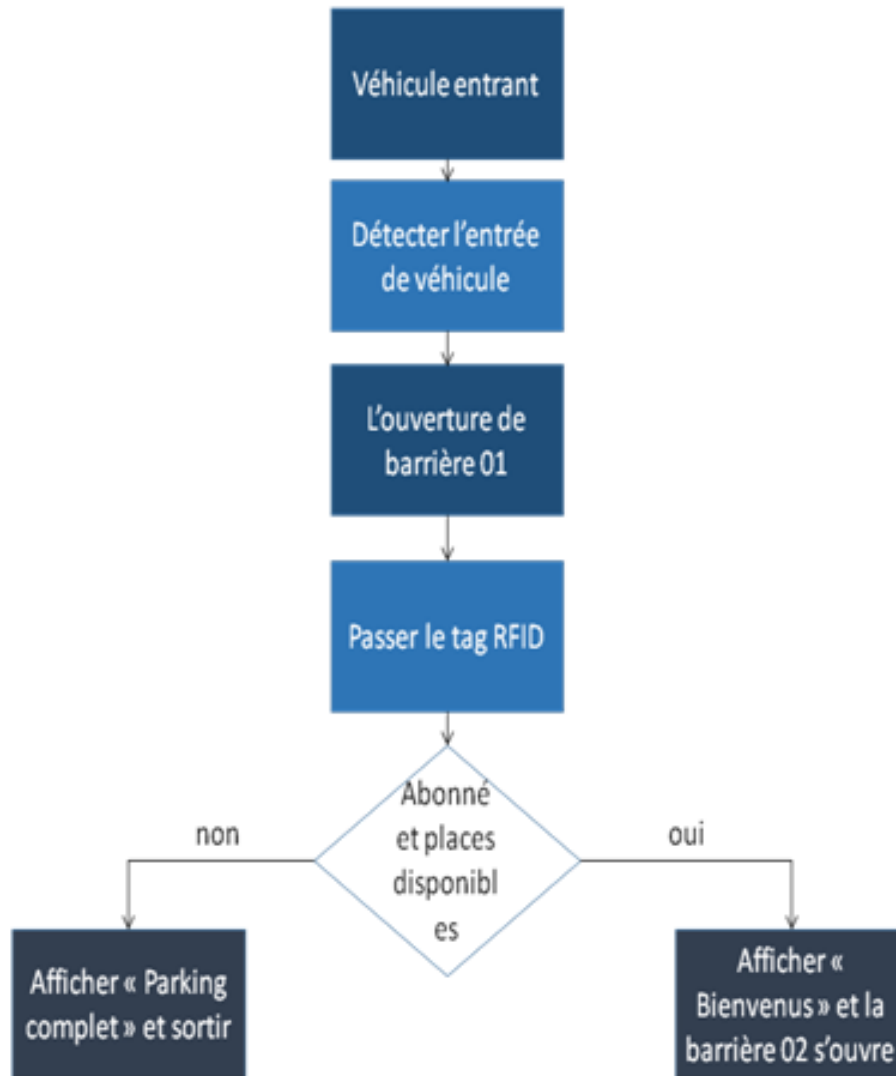 Véhicule entrant
Détecter l'entrée
de véhicule
L'ouverture de
barrière 01
Passer le tag RFID
Abonné
et places
disponibl
es
non
oui
Afficher « Parking
complet » et sortir
Afficher «
Bienvenus » et la
barrière 02 s'ouvre